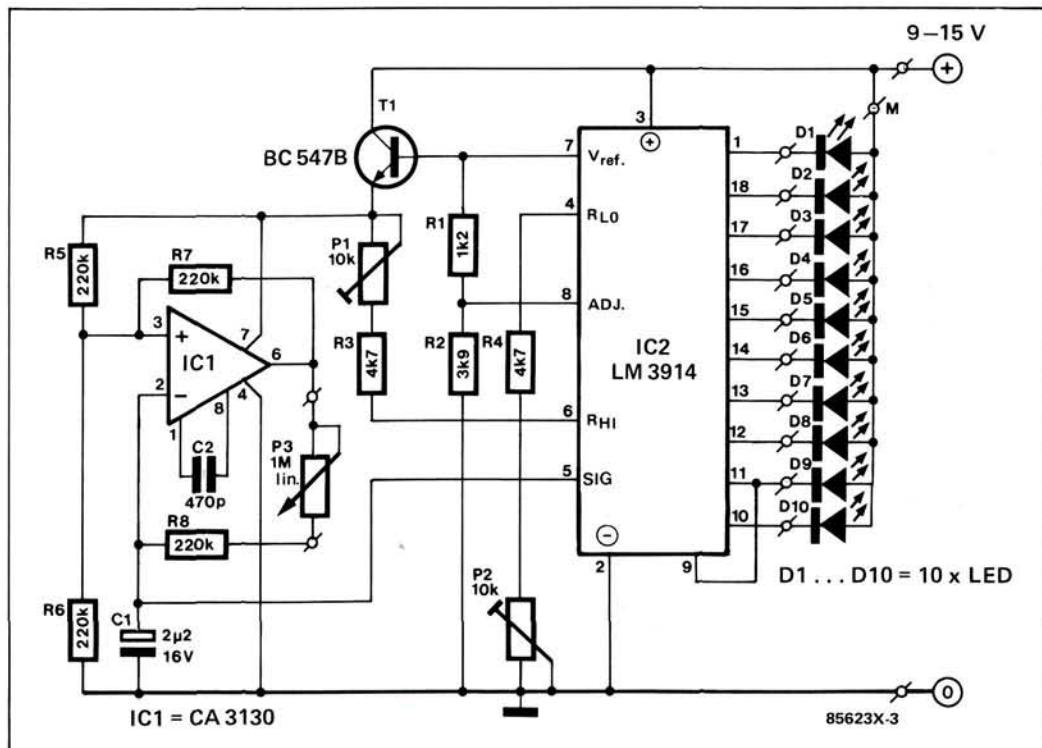 9–15 V
+
M
T1
BC 547B
3
+
7
Vref.
4
RLO
8
ADJ.
6
RHI
5
SIG
IC2
LM 3914
−
2
9
1
18
17
16
15
14
13
12
11
10
D1
D2
D3
D4
D5
D6
D7
D8
D9
D10
D1 . . . D10 = 10 x LED
R5
220k
R7
220k
P1
10k
R1
1k2
R3
4k7
R2
3k9
R4
4k7
3
+
2
−
IC1
7
6
4
8
1
C2
470p
P3
1M
lin.
R8
220k
R6
220k
C1
2µ2
16V
P2
10k
0
IC1 = CA 3130
85623X-3